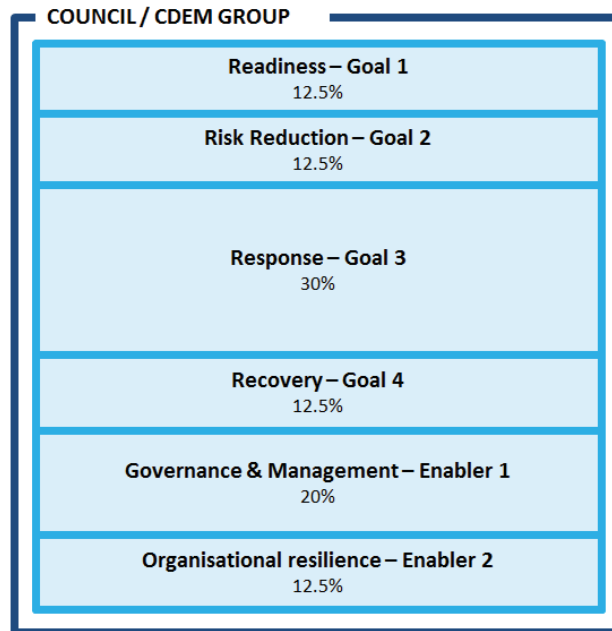 COUNCIL / CDEM GROUP
Readiness – Goal 1
12.5%
Risk Reduction – Goal 2
12.5%
Response – Goal 3
30%
Recovery – Goal 4
12.5%
Governance & Management – Enabler 1
20%
Organisational resilience – Enabler 2
12.5%